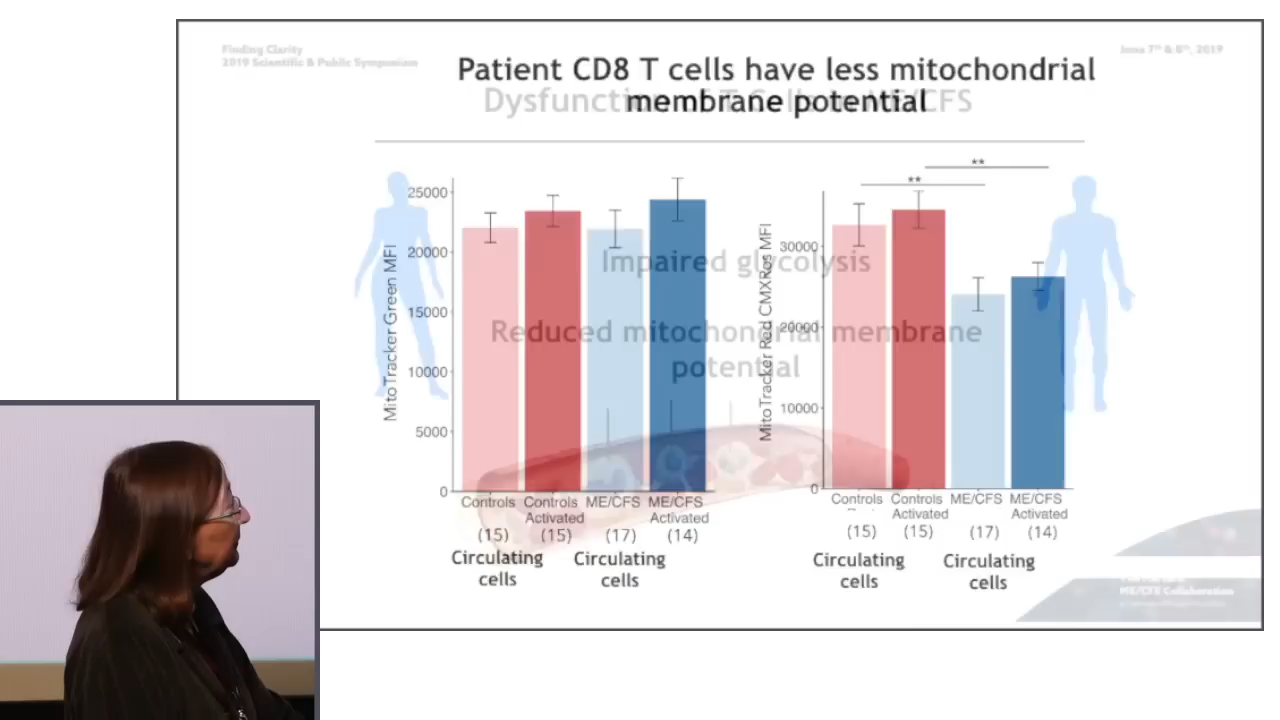 Finding Clarity
2019 Scientific & Public Symposium
June 7th & 8th, 2019
Patient CD8 T cells have less mitochondrial
membrane potential
Dysfunction of T Cells in ME/CFS
Impaired glycolysis
Reduced mitochondrial membrane
potential
MitoTracker Green MFI
25000
20000
15000
10000
5000
0
Controls Controls ME/CFS ME/CFS
Activated Activated
(15) (15) (17) (14)
Circulating Circulating
cells cells
MitoTracker Red CMXRos MFI
** 
**
30000
20000
10000
0
Controls Controls ME/CFS ME/CFS
Activated Activated
(15) (15) (17) (14)
Circulating Circulating
cells cells
ME/CFS Collaboration